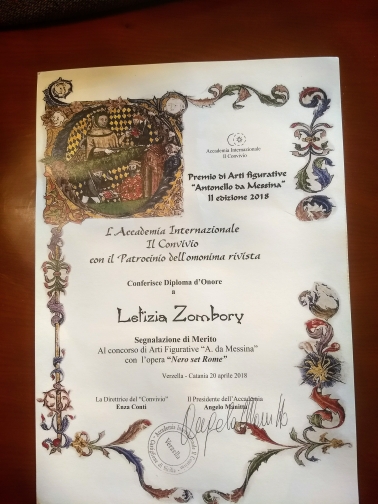 Accademia Internazionale
Il Convivio
Premio di Arti figurative
"Antonello da Messina"
II edizione 2018
L'Accademia Internazionale
Il Convivio
con il Patrocinio dell'omonima rivista
Conferisce Diploma d'Onore
a
Letizia Zombory
Segnalazione di Merito
Al concorso di Arti Figurative "A. da Messina"
con l'opera "Nero set Rome"
Verzella - Catania 20 aprile 2018
La Direttrice del "Convivio"
Enza Conti
Il Presidente dell'Accademia
Angelo Manitta
Verzella